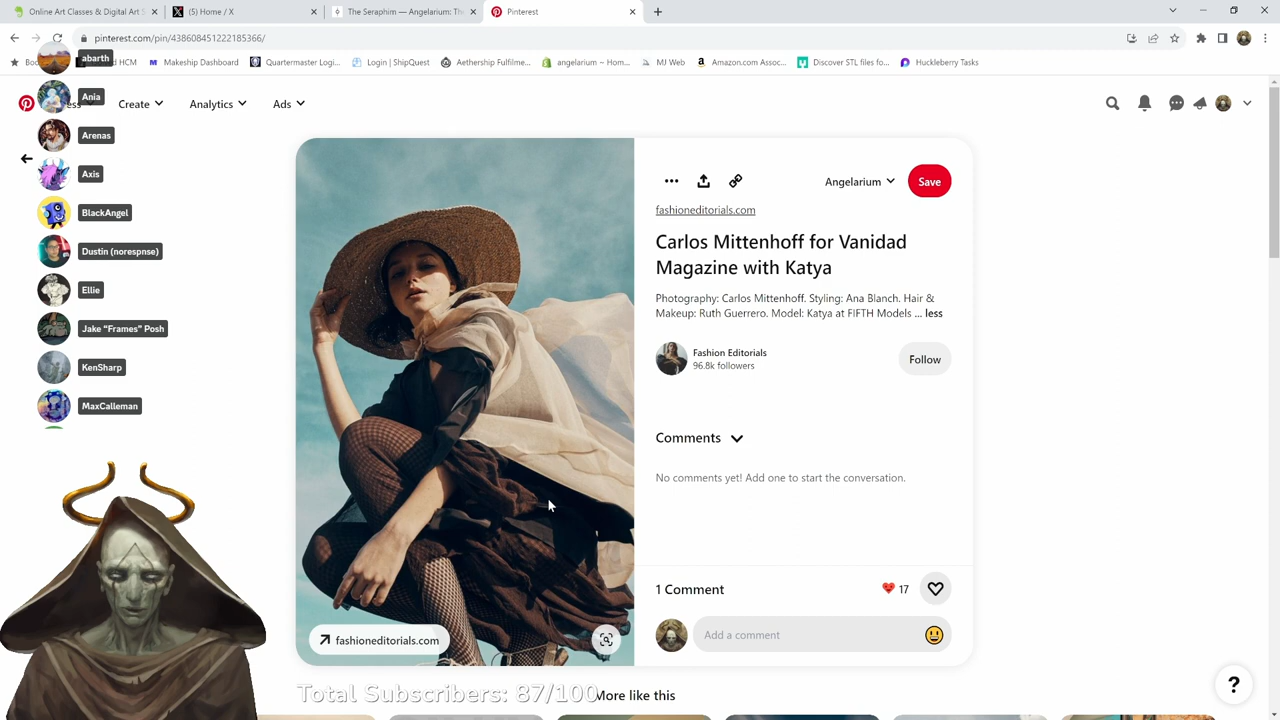 Online Art Classes & Digital Art S
(5) Home / X
The Seraphim — Angelarium: The
Pinterest
pinterest.com/pin/438608451222185366/
HCM
Makeship Dashboard
Quartermaster Logi...
Login | ShipQuest
Aethership Fulfilme...
angelarium ~ Hom...
MJ Web
Amazon.com Assoc...
Discover STL files fo...
Huckleberry Tasks
abarth
Ania
Create
Analytics
Ads
Arenas
Axis
BlackAngel
Dustin (norespnse)
Ellie
Jake "Frames" Posh
KenSharp
MaxCalleman
Angelarium
Save
fashioneditorials.com
Carlos Mittenhoff for Vanidad
Magazine with Katya
Photography: Carlos Mittenhoff. Styling: Ana Blanch. Hair &
Makeup: Ruth Guerrero. Model: Katya at FIFTH Models ... less
Fashion Editorials
96.8k followers
Follow
Comments
No comments yet! Add one to start the conversation.
1 Comment
17
Add a comment
fashioneditorials.com
Total Subscribers: 87/100
More like this
?